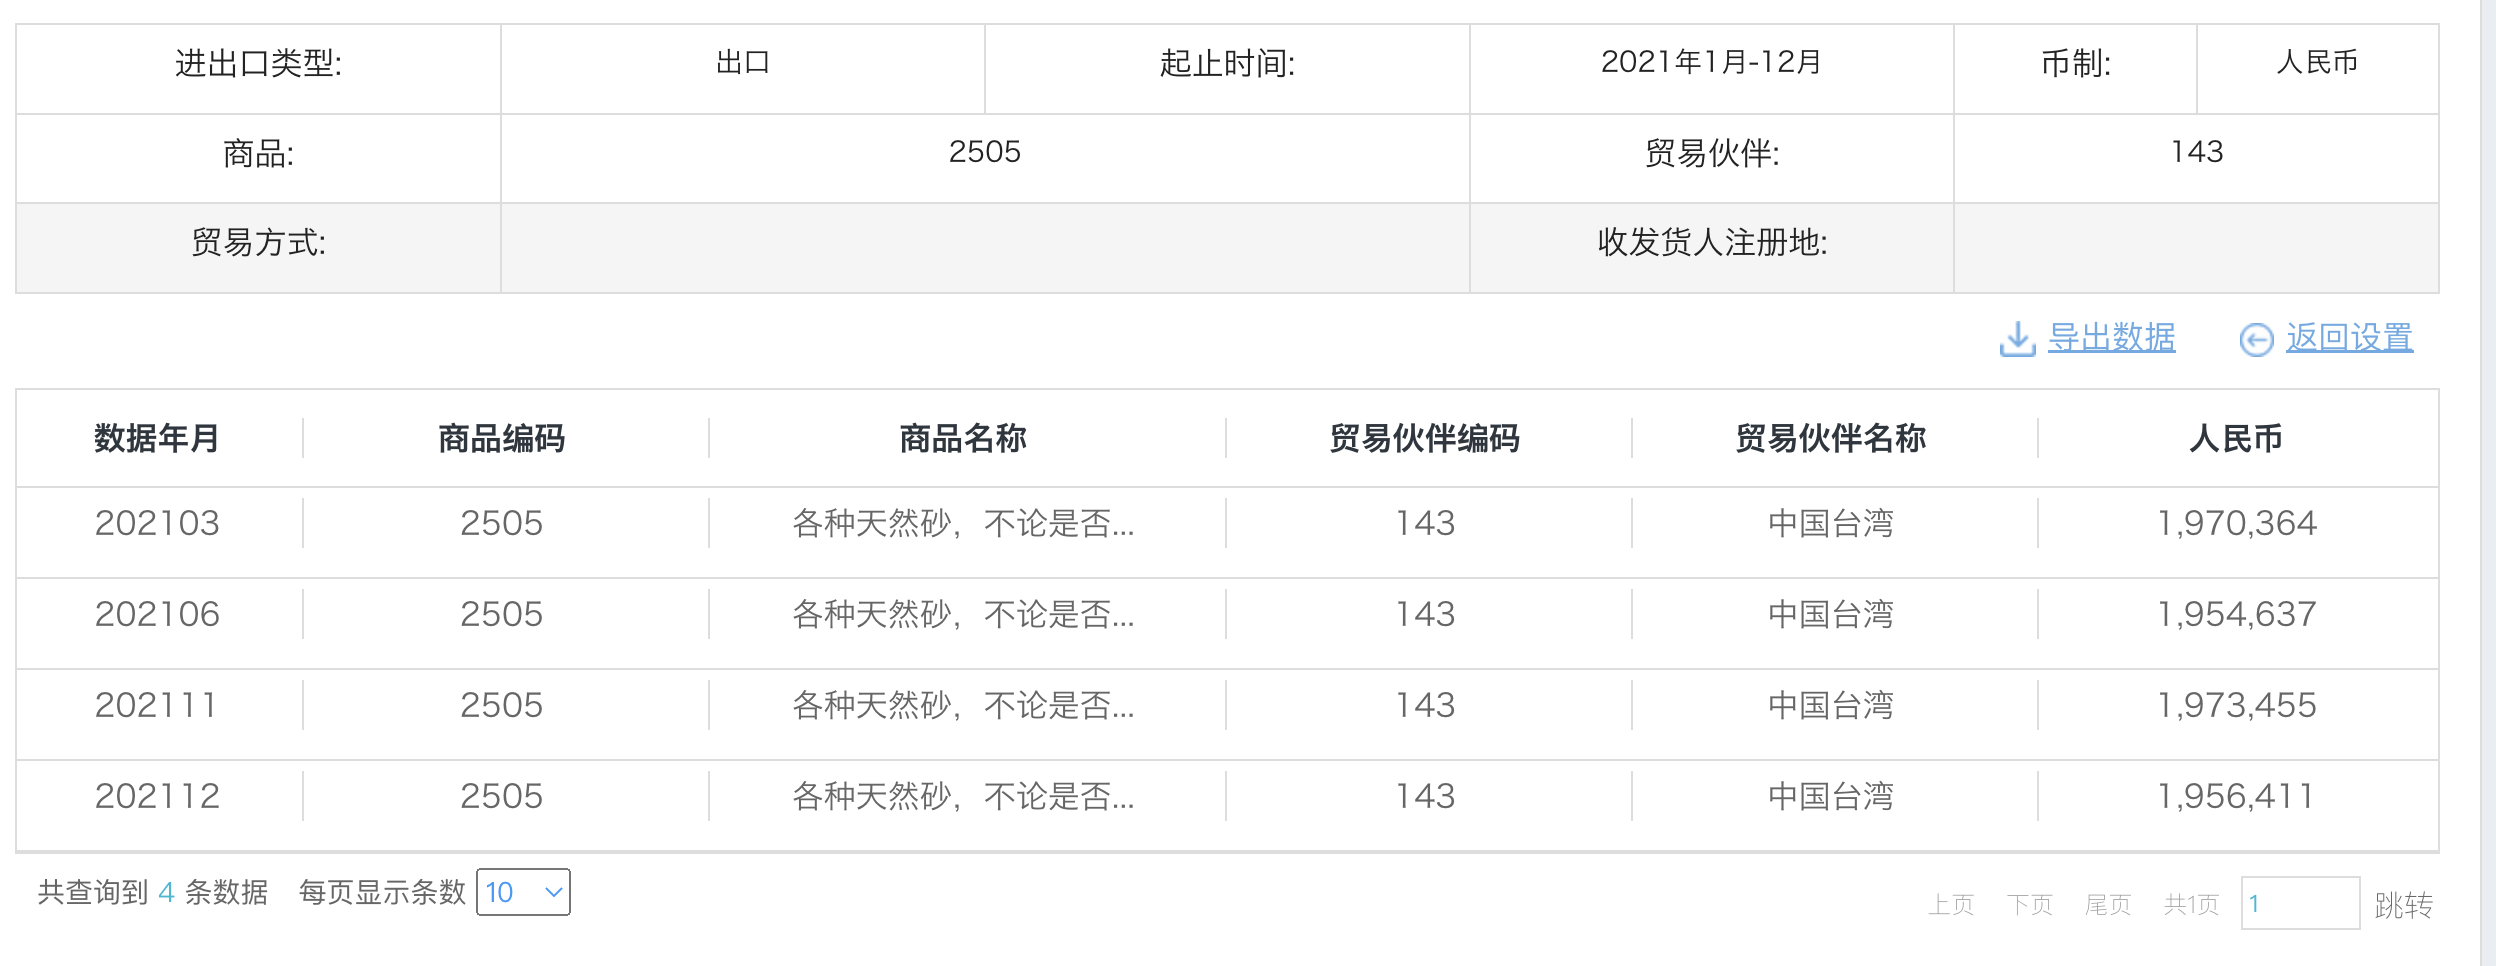 进出口类型: 出口 起止时间: 2021年1月-12月 币制: 人民币
商品: 2505 贸易伙伴: 143
贸易方式: 收发货人注册地:
导出数据 返回设置
数据年月 商品编码 商品名称 贸易伙伴编码 贸易伙伴名称 人民币
202103 2505 各种天然砂，不论是否... 143 中国台湾 1,970,364
202106 2505 各种天然砂，不论是否... 143 中国台湾 1,954,637
202111 2505 各种天然砂，不论是否... 143 中国台湾 1,973,455
202112 2505 各种天然砂，不论是否... 143 中国台湾 1,956,411
共查询到 4 条数据 每页显示条数 10 上页 下页 尾页 共1页 1 跳转